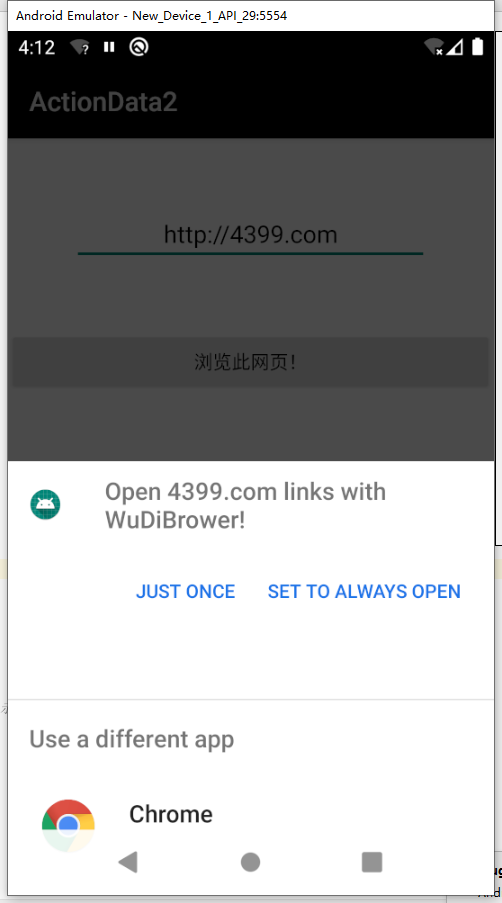 Android Emulator - New_Device_1_API_29:5554
4:12
ActionData2
http://4399.com
浏览此网页！
Open 4399.com links with
WuDiBrower!
JUST ONCE
SET TO ALWAYS OPEN
Use a different app
Chrome